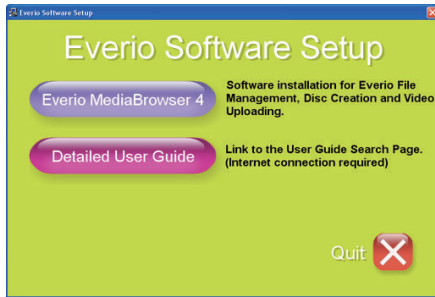 Everio Software Setup
Everio Software Setup
Everio MediaBrowser 4
Software installation for Everio File
Management, Disc Creation and Video
Uploading.
Detailed User Guide
Link to the User Guide Search Page.
(Internet connection required)
Quit